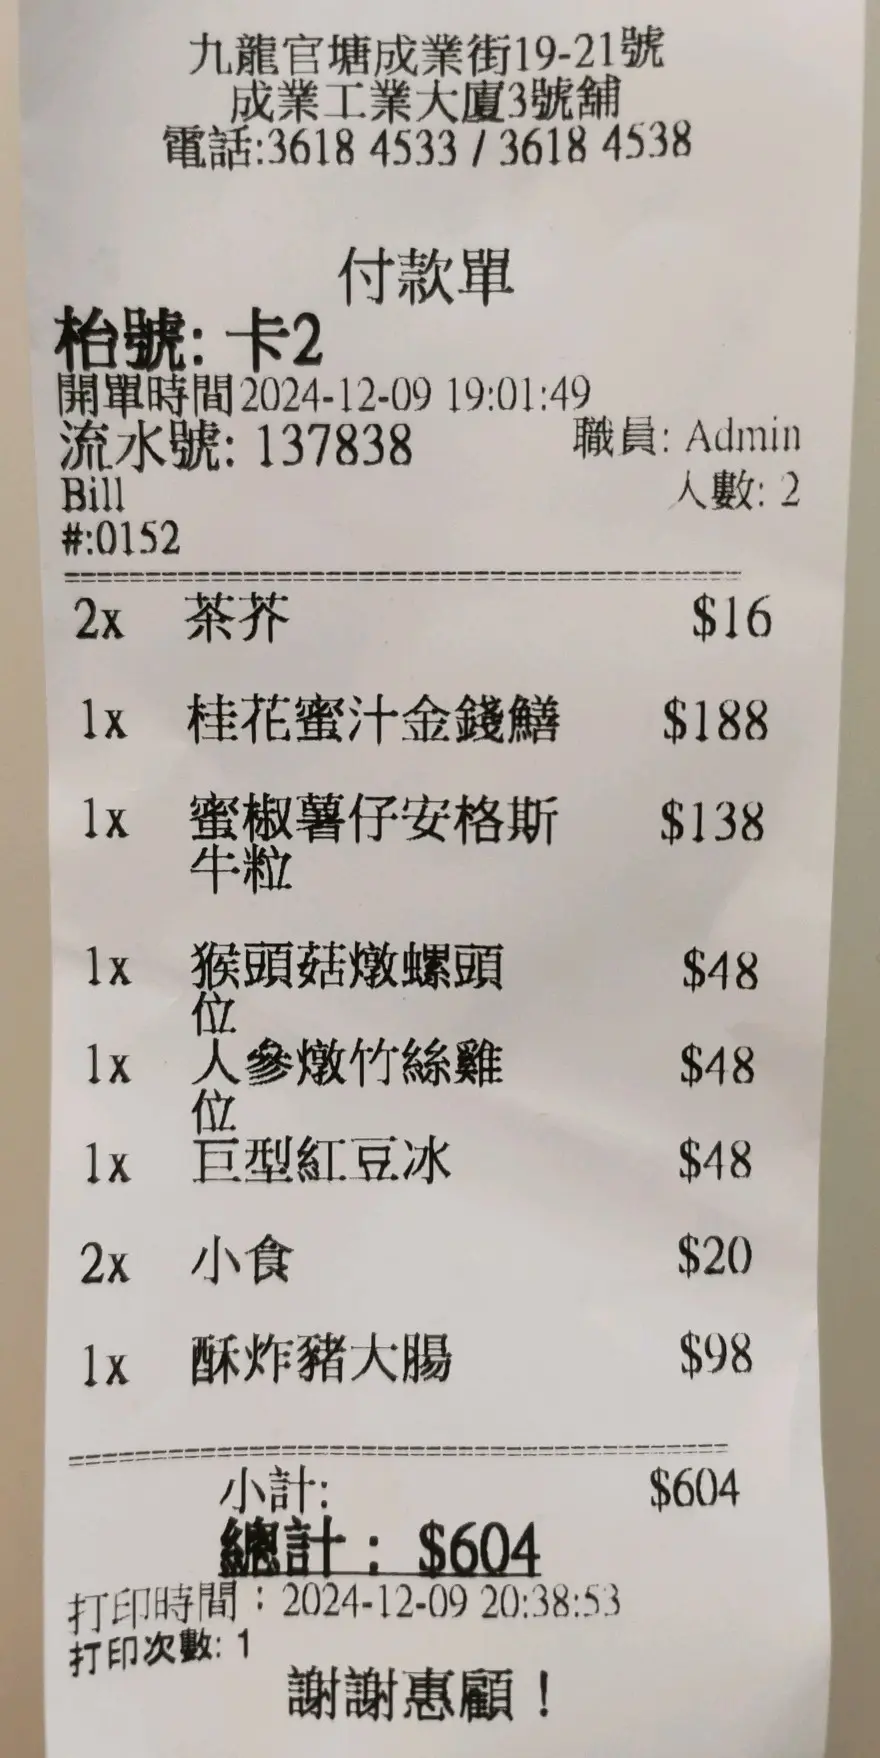 九龍官塘成業街19-21號
成業工業大廈3號舖
電話:3618 4533 / 3618 4538
付款單
枱號: 卡2
開單時間2024-12-09 19:01:49
流水號: 137838 職員: Admin
Bill 人數: 2
#:0152
2x 茶芥 $16
1x 桂花蜜汁金錢鱔 $188
1x 蜜椒薯仔安格斯 $138
牛粒
1x 猴頭菇燉螺頭 $48
位
1x 人參燉竹絲雞 $48
位
1x 巨型紅豆冰 $48
2x 小食 $20
1x 酥炸豬大腸 $98
小計: $604
總計： $604
打印時間：2024-12-09 20:38:53
打印次數: 1
謝謝惠顧！